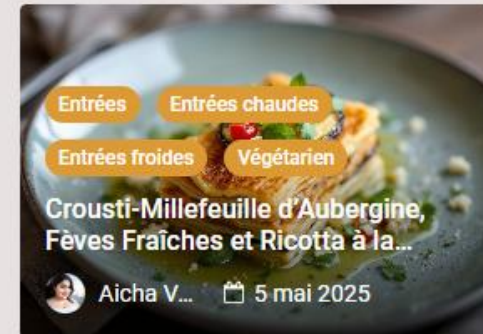 Entrées Entrées chaudes
Entrées froides Végétarien
Crousti-Millefeuille d'Aubergine,
Fèves Fraîches et Ricotta à la...
Aicha V... 5 mai 2025